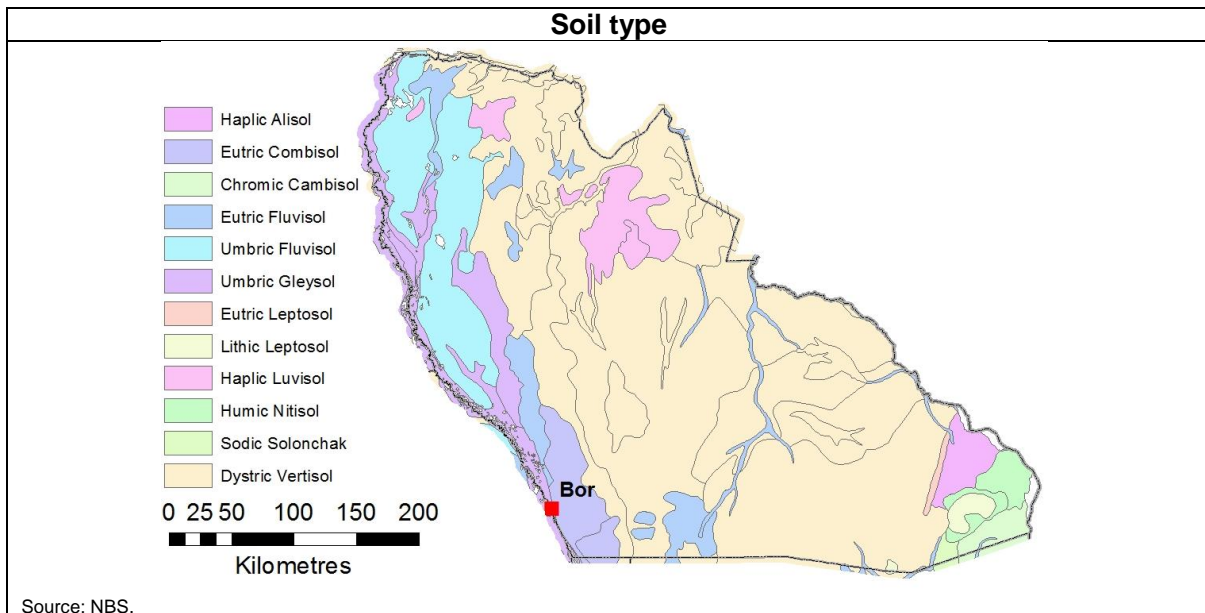 Soil type
Haplic Alisol
Eutric Combisol
Chromic Cambisol
Eutric Fluvisol
Umbric Fluvisol
Umbric Gleysol
Eutric Leptosol
Lithic Leptosol
Haplic Luvisol
Humic Nitisol
Sodic Solonchak
Dystric Vertisol
Bor
0 25 50 100 150 200
Kilometres
Source: NBS.